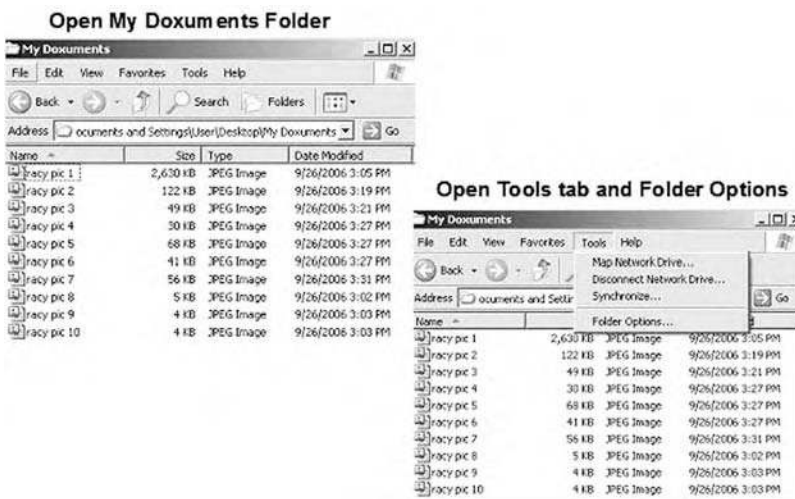 Open My Doxuments Folder
My Doxuments
File Edit View Favorites Tools Help
Back Search Folders
Address ocuments and Settings\User\Desktop\My Doxuments Go
Name Size Type Date Modified
racy pic 1 2,630 KB JPEG Image 9/26/2006 3:05 PM
racy pic 2 122 KB JPEG Image 9/26/2006 3:19 PM
racy pic 3 49 KB JPEG Image 9/26/2006 3:21 PM
racy pic 4 30 KB JPEG Image 9/26/2006 3:27 PM
racy pic 5 68 KB JPEG Image 9/26/2006 3:27 PM
racy pic 6 41 KB JPEG Image 9/26/2006 3:27 PM
racy pic 7 56 KB JPEG Image 9/26/2006 3:31 PM
racy pic 8 5 KB JPEG Image 9/26/2006 3:02 PM
racy pic 9 4 KB JPEG Image 9/26/2006 3:03 PM
racy pic 10 4 KB JPEG Image 9/26/2006 3:03 PM
Open Tools tab and Folder Options
My Doxuments
File Edit View Favorites Tools Help
Back
Address ocuments and Settin Go
Map Network Drive...
Disconnect Network Drive...
Synchronize...
Folder Options...
Name
racy pic 1 2,630 KB JPEG Image 9/26/2006 3:05 PM
racy pic 2 122 KB JPEG Image 9/26/2006 3:19 PM
racy pic 3 49 KB JPEG Image 9/26/2006 3:21 PM
racy pic 4 30 KB JPEG Image 9/26/2006 3:27 PM
racy pic 5 68 KB JPEG Image 9/26/2006 3:27 PM
racy pic 6 41 KB JPEG Image 9/26/2006 3:27 PM
racy pic 7 56 KB JPEG Image 9/26/2006 3:31 PM
racy pic 8 5 KB JPEG Image 9/26/2006 3:02 PM
racy pic 9 4 KB JPEG Image 9/26/2006 3:03 PM
racy pic 10 4 KB JPEG Image 9/26/2006 3:03 PM